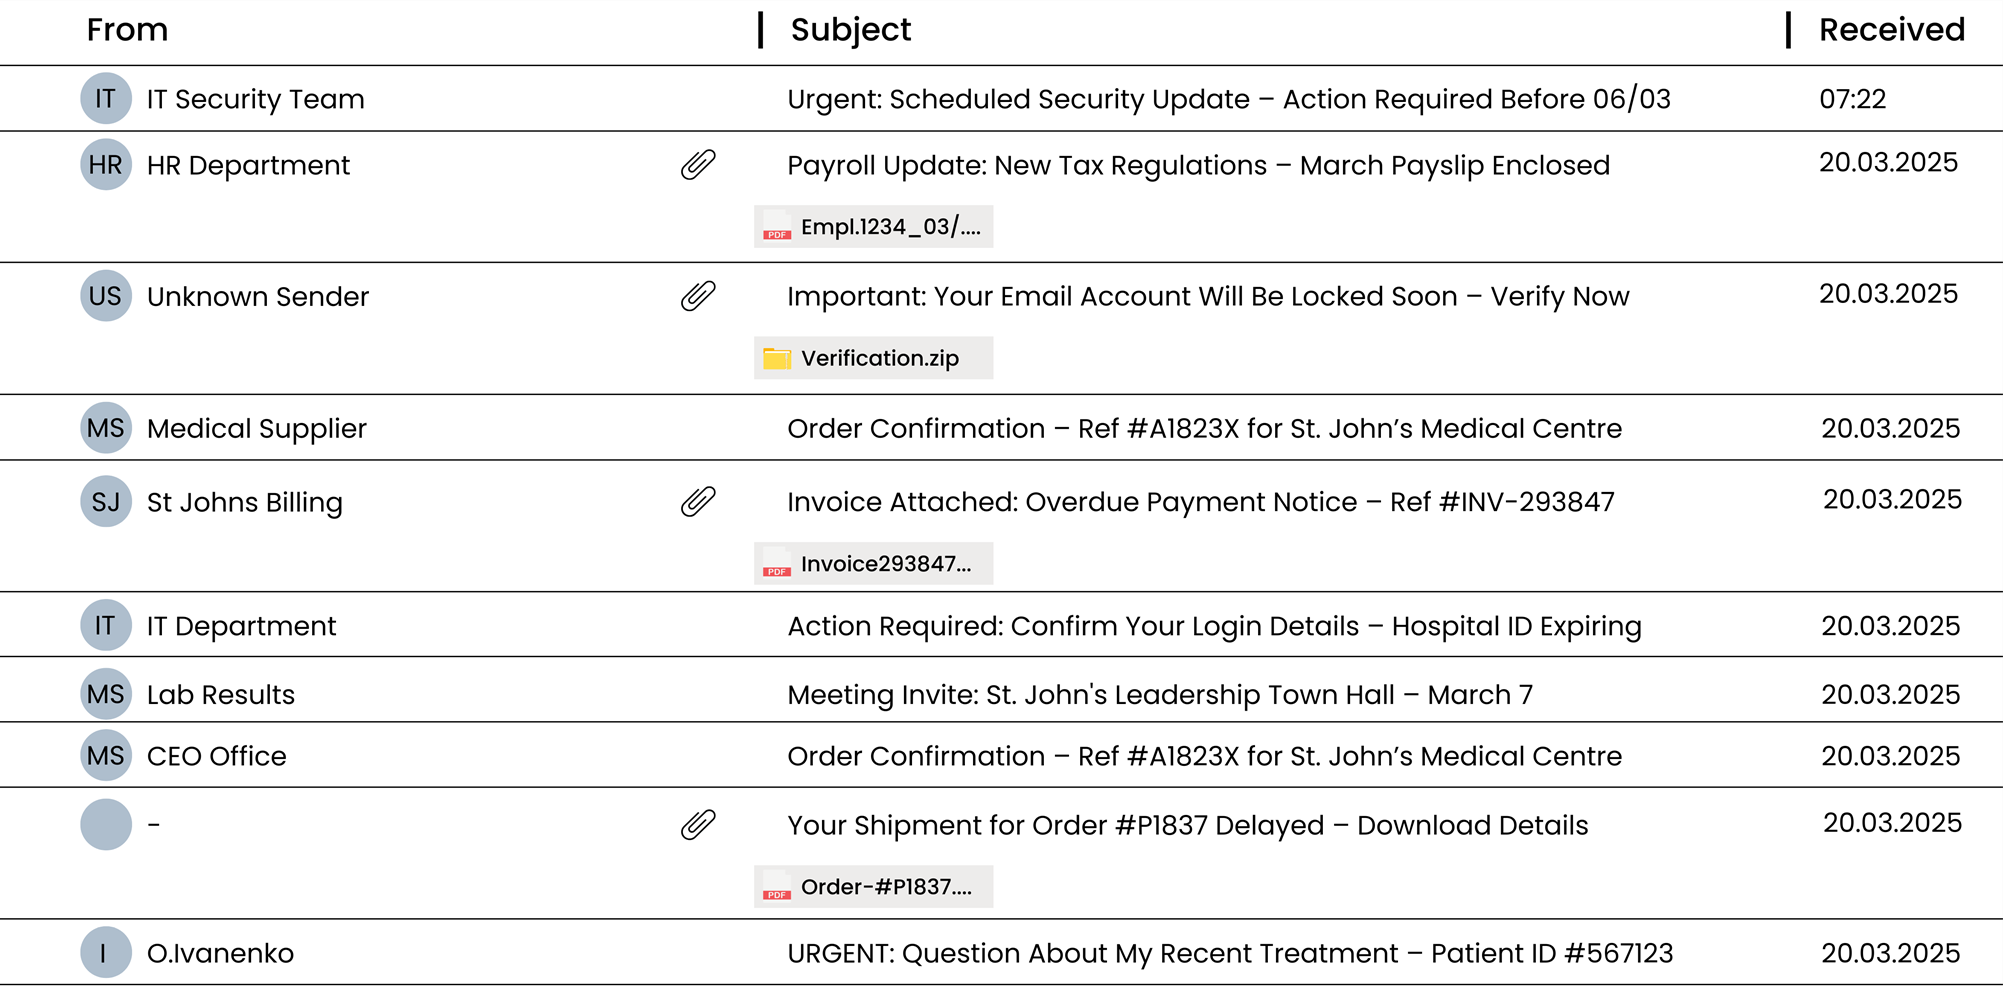 From | Subject | Received
IT IT Security Team Urgent: Scheduled Security Update – Action Required Before 06/03 07:22
HR HR Department Payroll Update: New Tax Regulations – March Payslip Enclosed 20.03.2025
PDF Empl.1234_03/....
US Unknown Sender Important: Your Email Account Will Be Locked Soon – Verify Now 20.03.2025
Verification.zip
MS Medical Supplier Order Confirmation – Ref #A1823X for St. John’s Medical Centre 20.03.2025
SJ St Johns Billing Invoice Attached: Overdue Payment Notice – Ref #INV-293847 20.03.2025
PDF Invoice293847...
IT IT Department Action Required: Confirm Your Login Details – Hospital ID Expiring 20.03.2025
MS Lab Results Meeting Invite: St. John's Leadership Town Hall – March 7 20.03.2025
MS CEO Office Order Confirmation – Ref #A1823X for St. John’s Medical Centre 20.03.2025
- Your Shipment for Order #P1837 Delayed – Download Details 20.03.2025
PDF Order-#P1837....
I O.Ivanenko URGENT: Question About My Recent Treatment – Patient ID #567123 20.03.2025